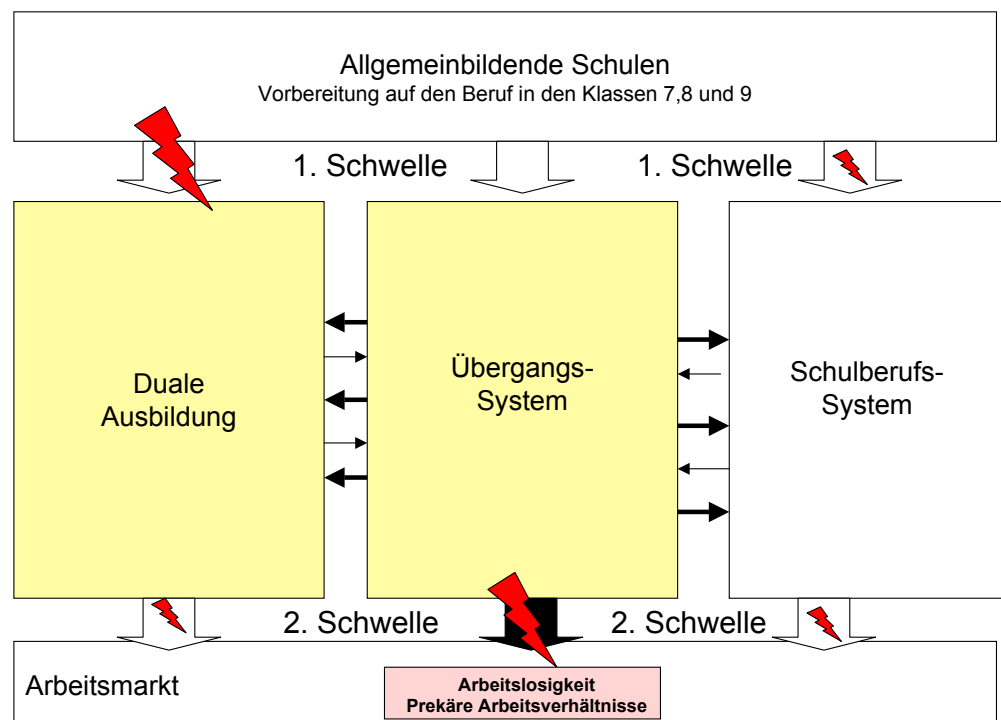 Allgemeinbildende Schulen
Vorbereitung auf den Beruf in den Klassen 7,8 und 9
1. Schwelle
1. Schwelle
Duale
Ausbildung
Übergangs-
System
Schulberufs-
System
2. Schwelle
2. Schwelle
Arbeitsmarkt
Arbeitslosigkeit
Prekäre Arbeitsverhältnisse